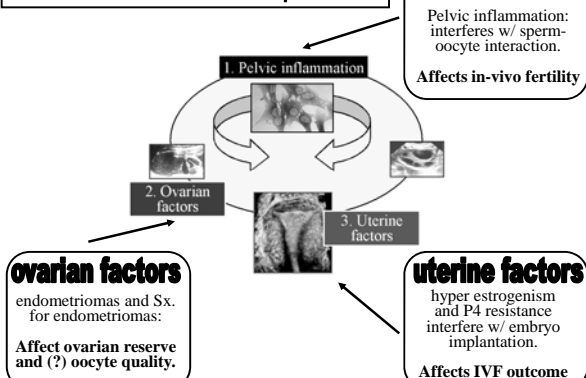 Pelvic inflammation:
interferes w/ sperm-
oocyte interaction.
Affects in-vivo fertility
1. Pelvic inflammation
2. Ovarian
factors
3. Uterine
factors
ovarian factors
endometriomas and Sx.
for endometriomas:
Affect ovarian reserve
and (?) oocyte quality.
uterine factors
hyper estrogenism
and P4 resistance
interfere w/ embryo
implantation.
Affects IVF outcome